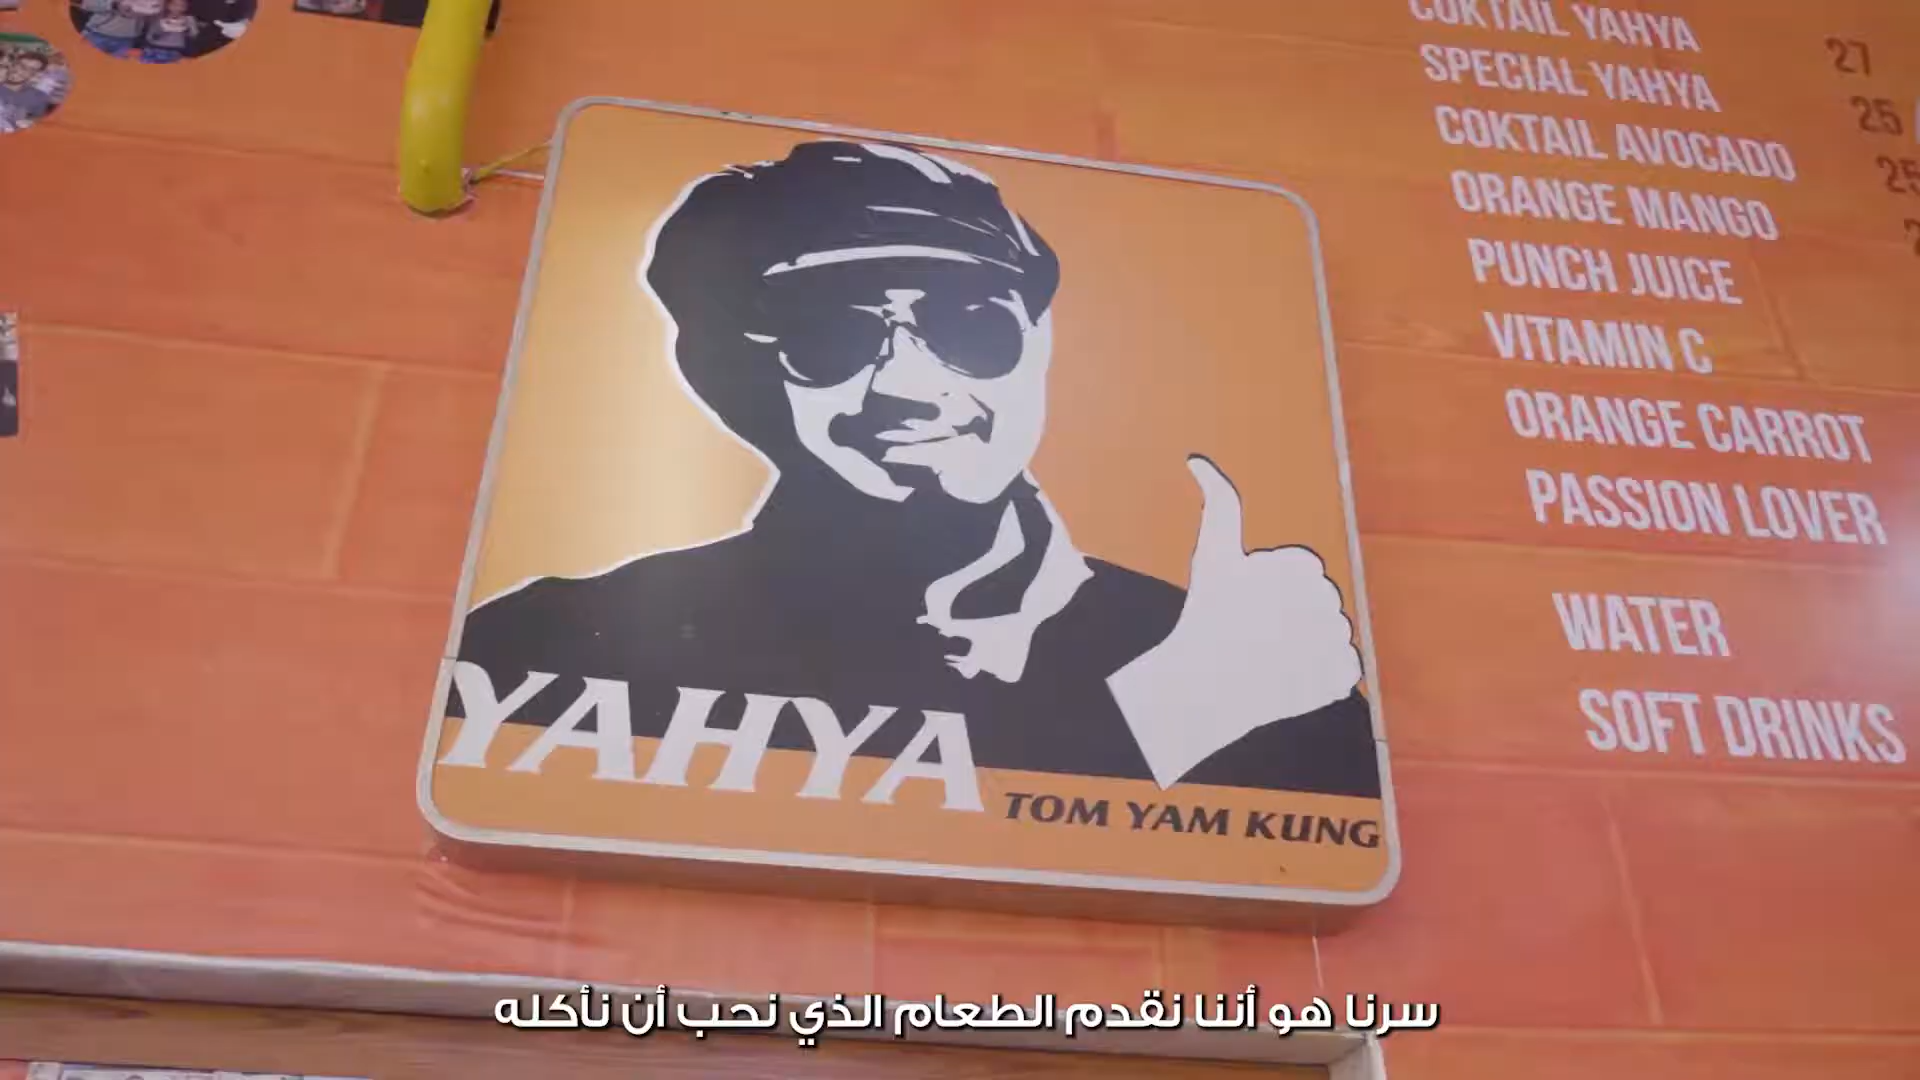 COKTAIL YAHYA 27
SPECIAL YAHYA 25
COKTAIL AVOCADO
ORANGE MANGO
PUNCH JUICE
VITAMIN C
ORANGE CARROT
PASSION LOVER
WATER
SOFT DRINKS
YAHYA
TOM YAM KUNG
سرنا هو أننا نقدم الطعام الذي نحب أن نأكله